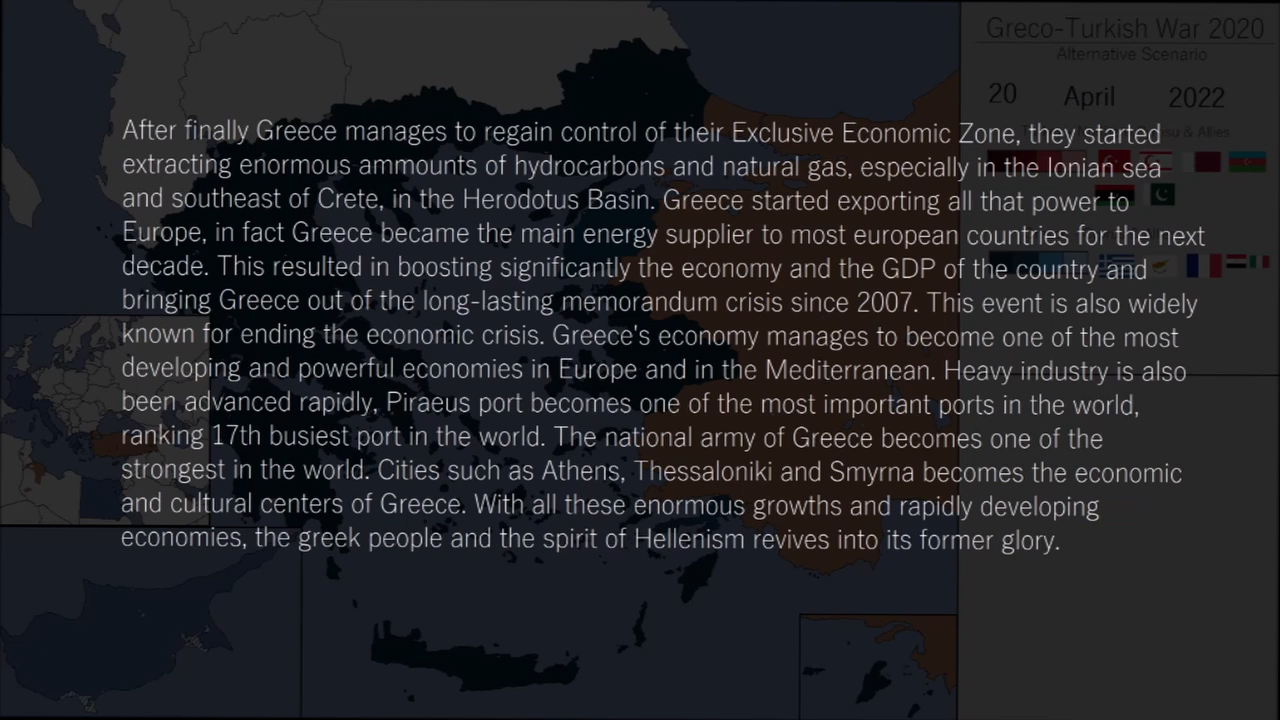 Greco-Turkish War 2020
Alternative Scenario
20 April 2022
After finally Greece manages to regain control of their Exclusive Economic Zone, they started
extracting enormous ammounts of hydrocarbons and natural gas, especially in the Ionian sea
and southeast of Crete, in the Herodotus Basin. Greece started exporting all that power to
Europe, in fact Greece became the main energy supplier to most european countries for the next
decade. This resulted in boosting significantly the economy and the GDP of the country and
bringing Greece out of the long-lasting memorandum crisis since 2007. This event is also widely
known for ending the economic crisis. Greece's economy manages to become one of the most
developing and powerful economies in Europe and in the Mediterranean. Heavy industry is also
been advanced rapidly, Piraeus port becomes one of the most important ports in the world,
ranking 17th busiest port in the world. The national army of Greece becomes one of the
strongest in the world. Cities such as Athens, Thessaloniki and Smyrna becomes the economic
and cultural centers of Greece. With all these enormous growths and rapidly developing
economies, the greek people and the spirit of Hellenism revives into its former glory.
& Allies